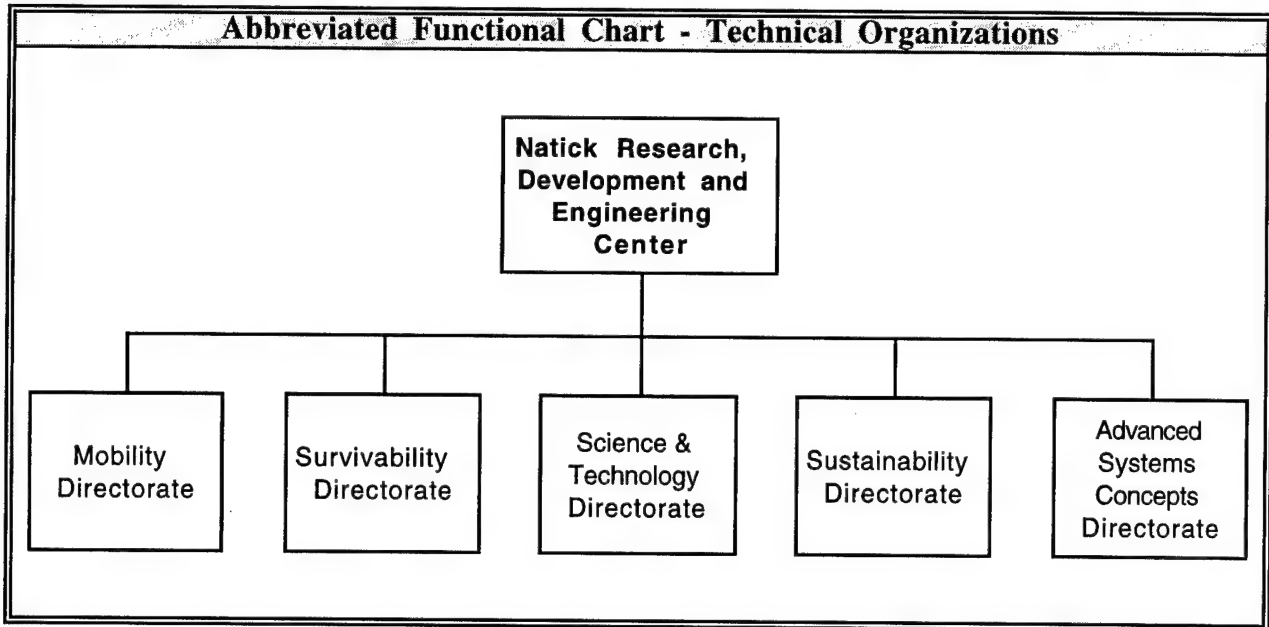 Abbreviated Functional Chart - Technical Organizations
Natick Research,
Development and
Engineering
Center
Mobility
Directorate
Survivability
Directorate
Science &
Technology
Directorate
Sustainability
Directorate
Advanced
Systems
Concepts
Directorate